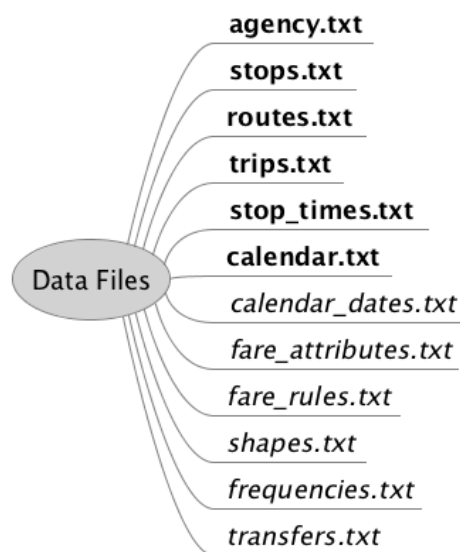 agency.txt
stops.txt
routes.txt
trips.txt
stop_times.txt
calendar.txt
Data Files
calendar_dates.txt
fare_attributes.txt
fare_rules.txt
shapes.txt
frequencies.txt
transfers.txt